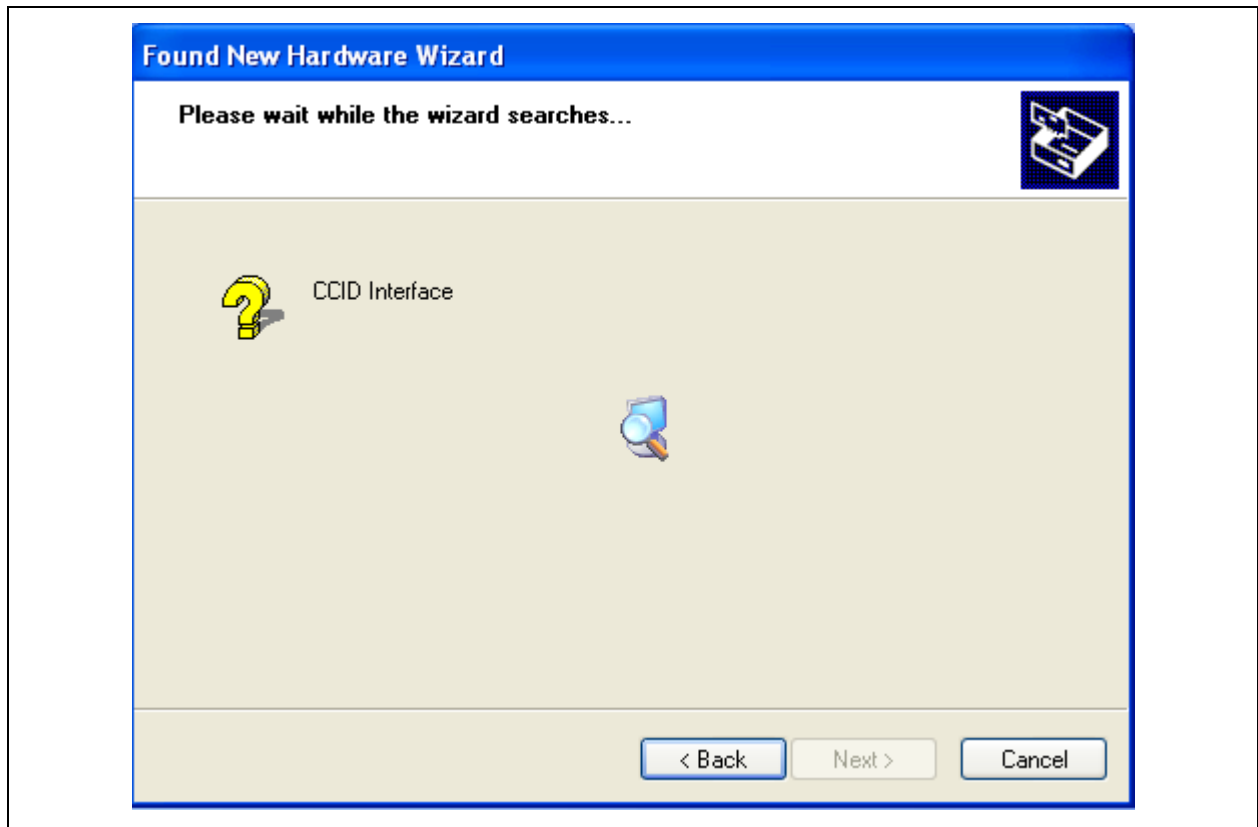 Found New Hardware Wizard
Please wait while the wizard searches...
CCID Interface
< Back
Next >
Cancel